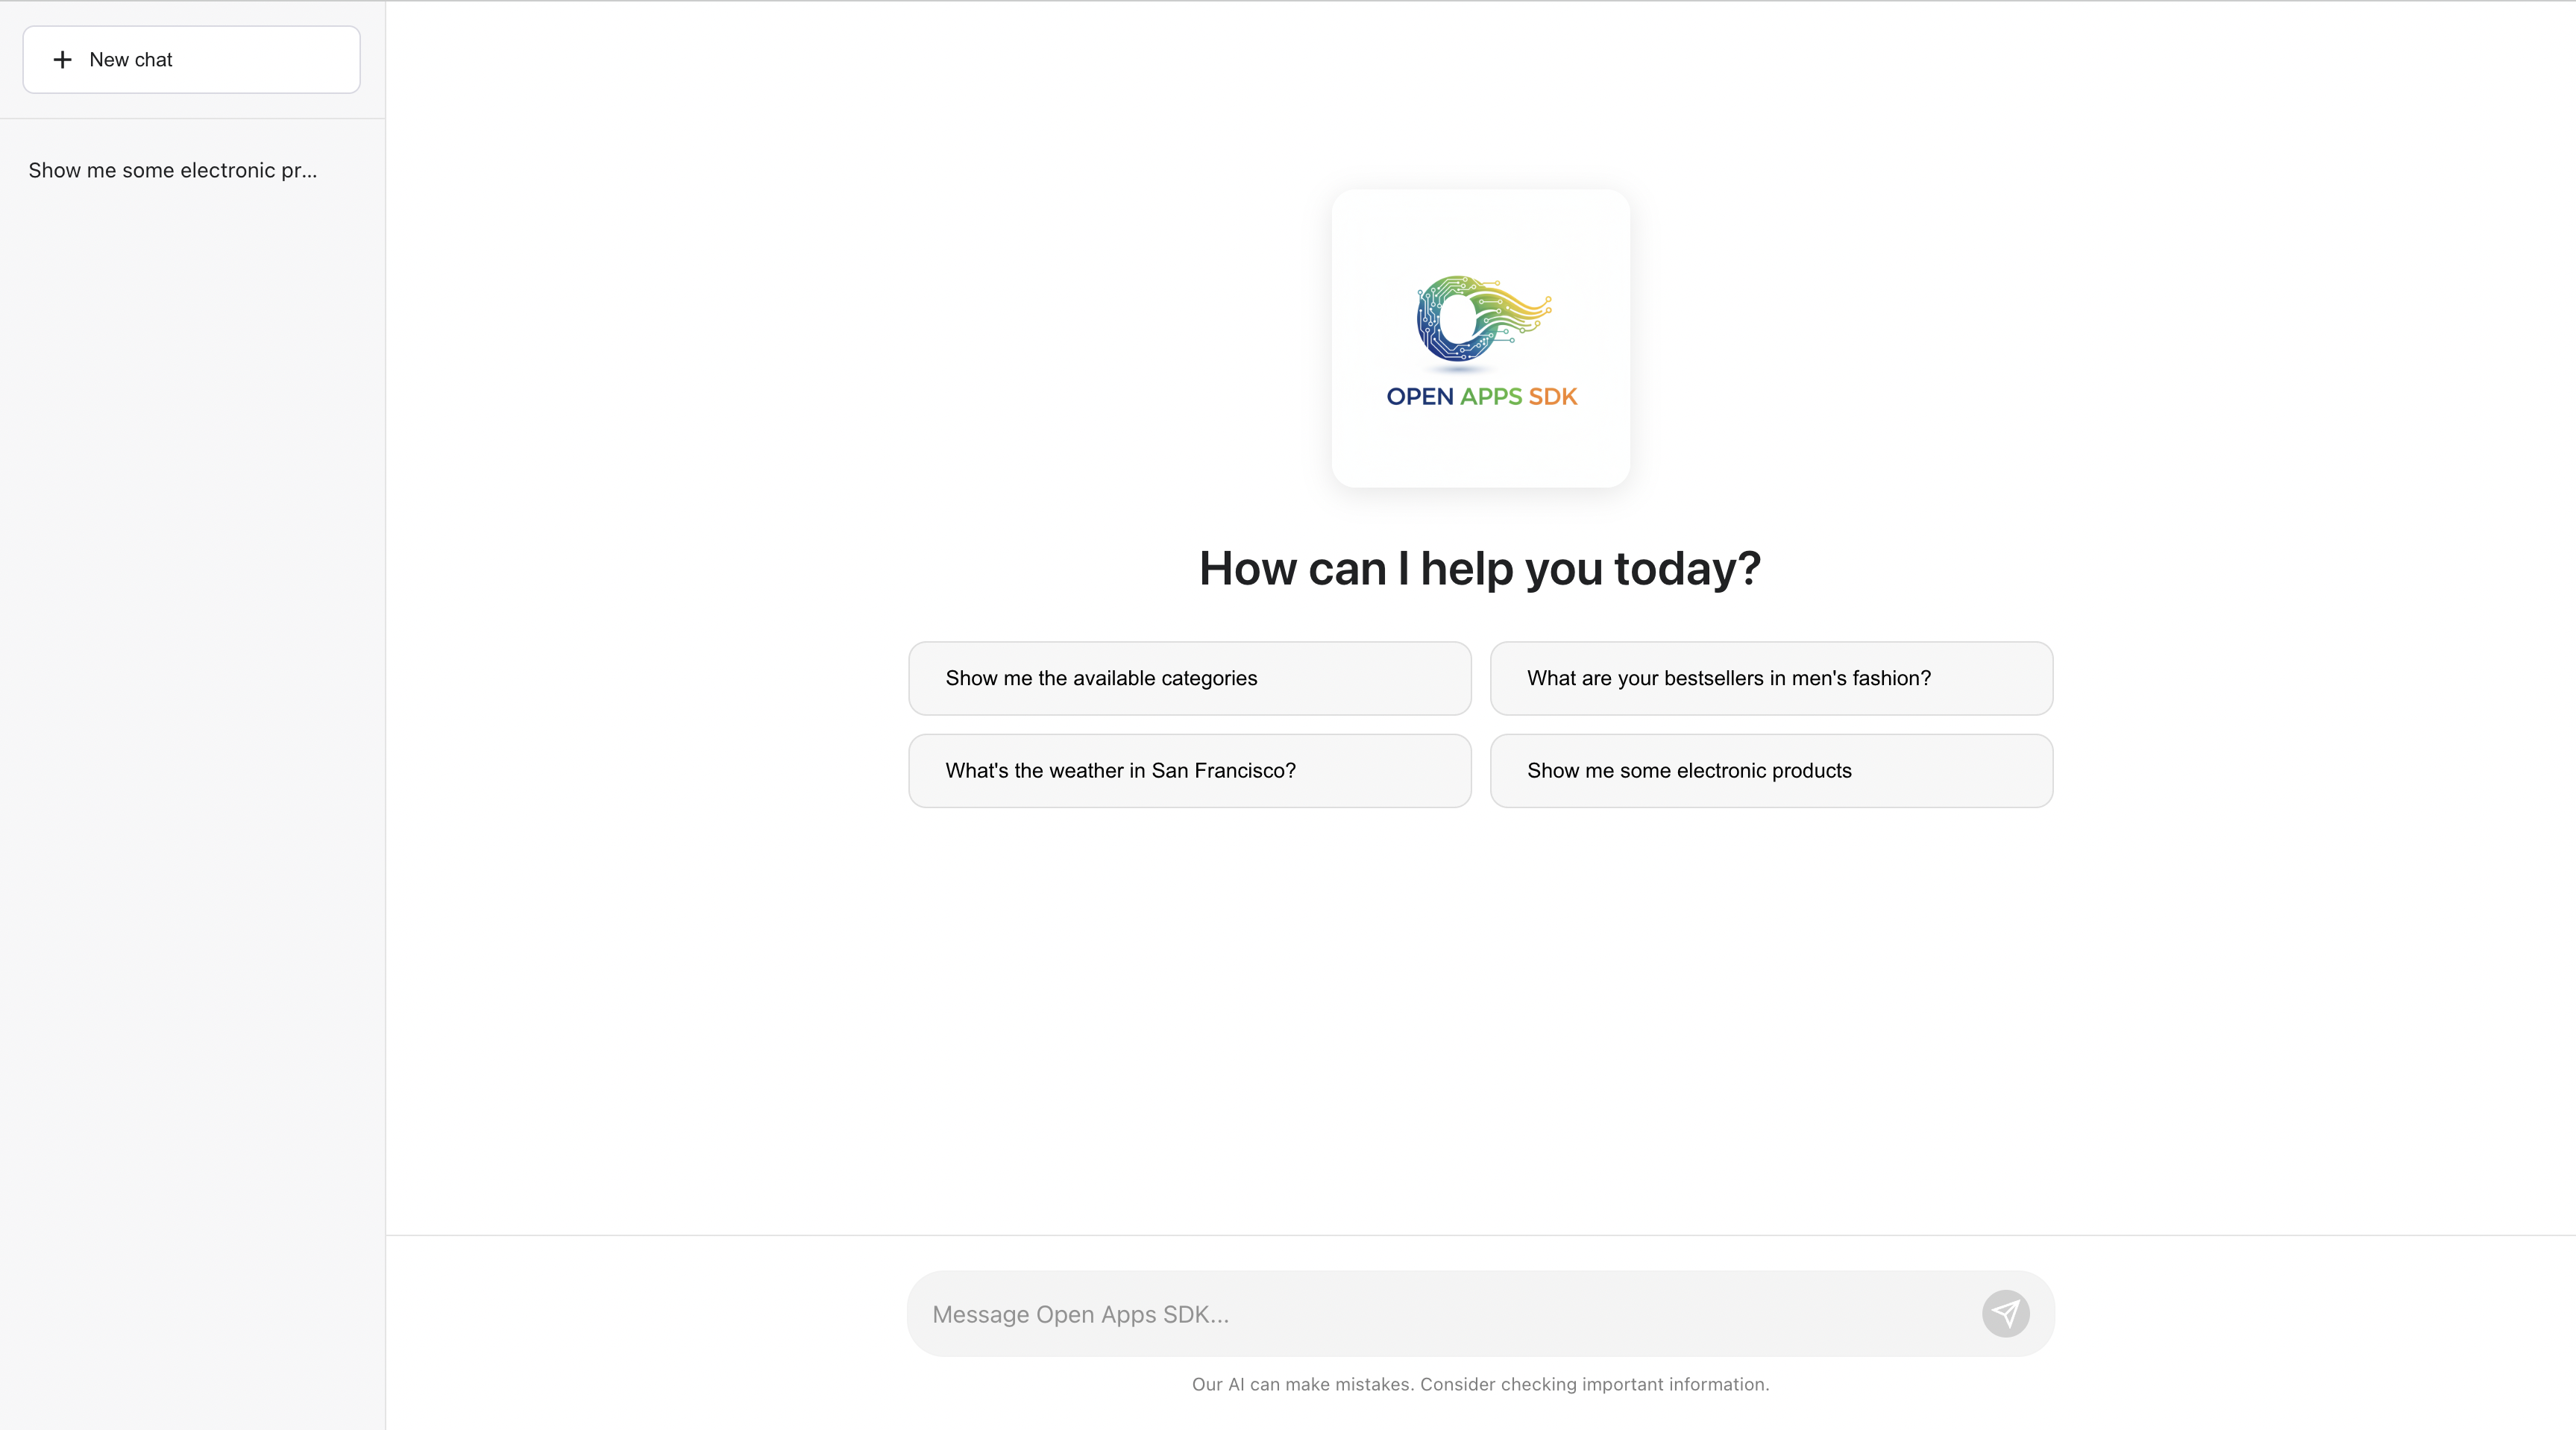 New chat
Show me some electronic pr...
OPEN APPS SDK
How can I help you today?
Show me the available categories
What are your bestsellers in men's fashion?
What's the weather in San Francisco?
Show me some electronic products
Message Open Apps SDK...
Our AI can make mistakes. Consider checking important information.